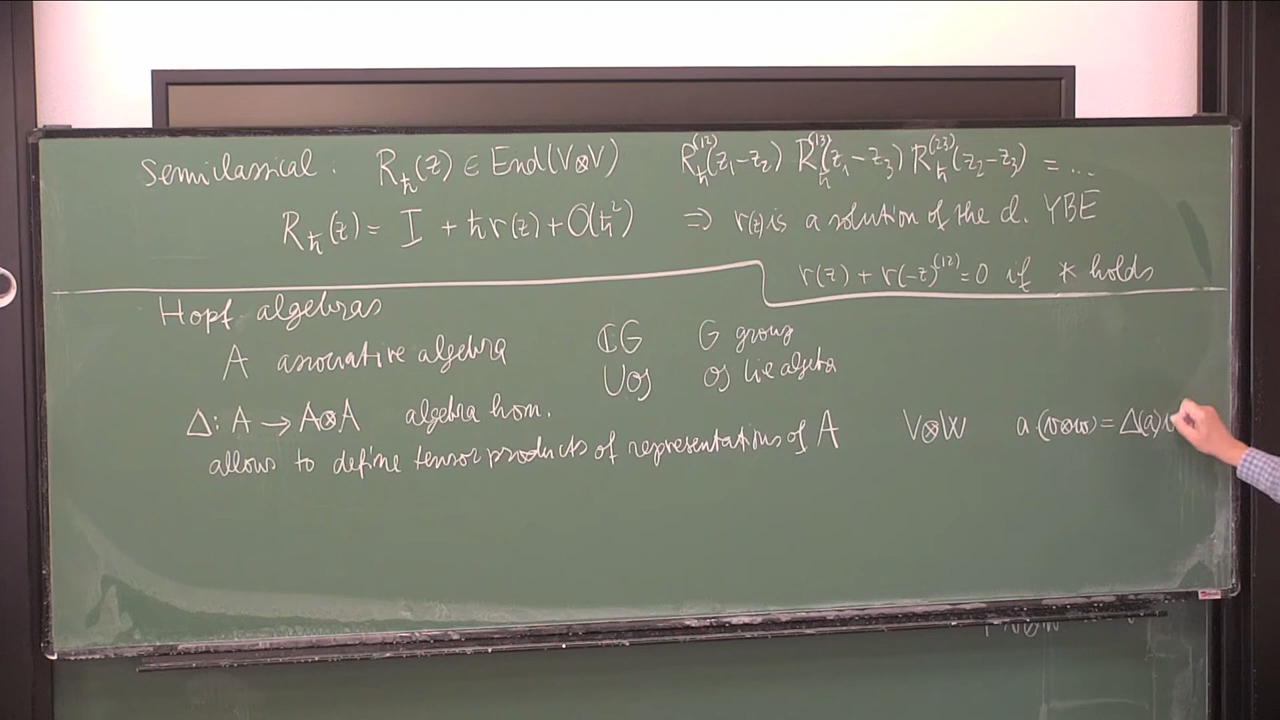 Semiclassical: R_ħ(z) ∈ End(V⊗V) R_ħ^(12)(z₁-z₂) R_ħ^(13)(z₁-z₃) R_ħ^(23)(z₂-z₃) = ...
R_ħ(z) = I + ħr(z) + O(ħ²) ⇒ r(z) is a solution of the cl. YBE
r(z) + r(-z)^(12) = 0 if * holds
Hopf algebras
A associative algebra ℂG G group
U𝔤 𝔤 Lie algebra
Δ: A → A⊗A algebra hom.
allows to define tensor products of representations of A V⊗W a(v⊗w) = Δ(a)